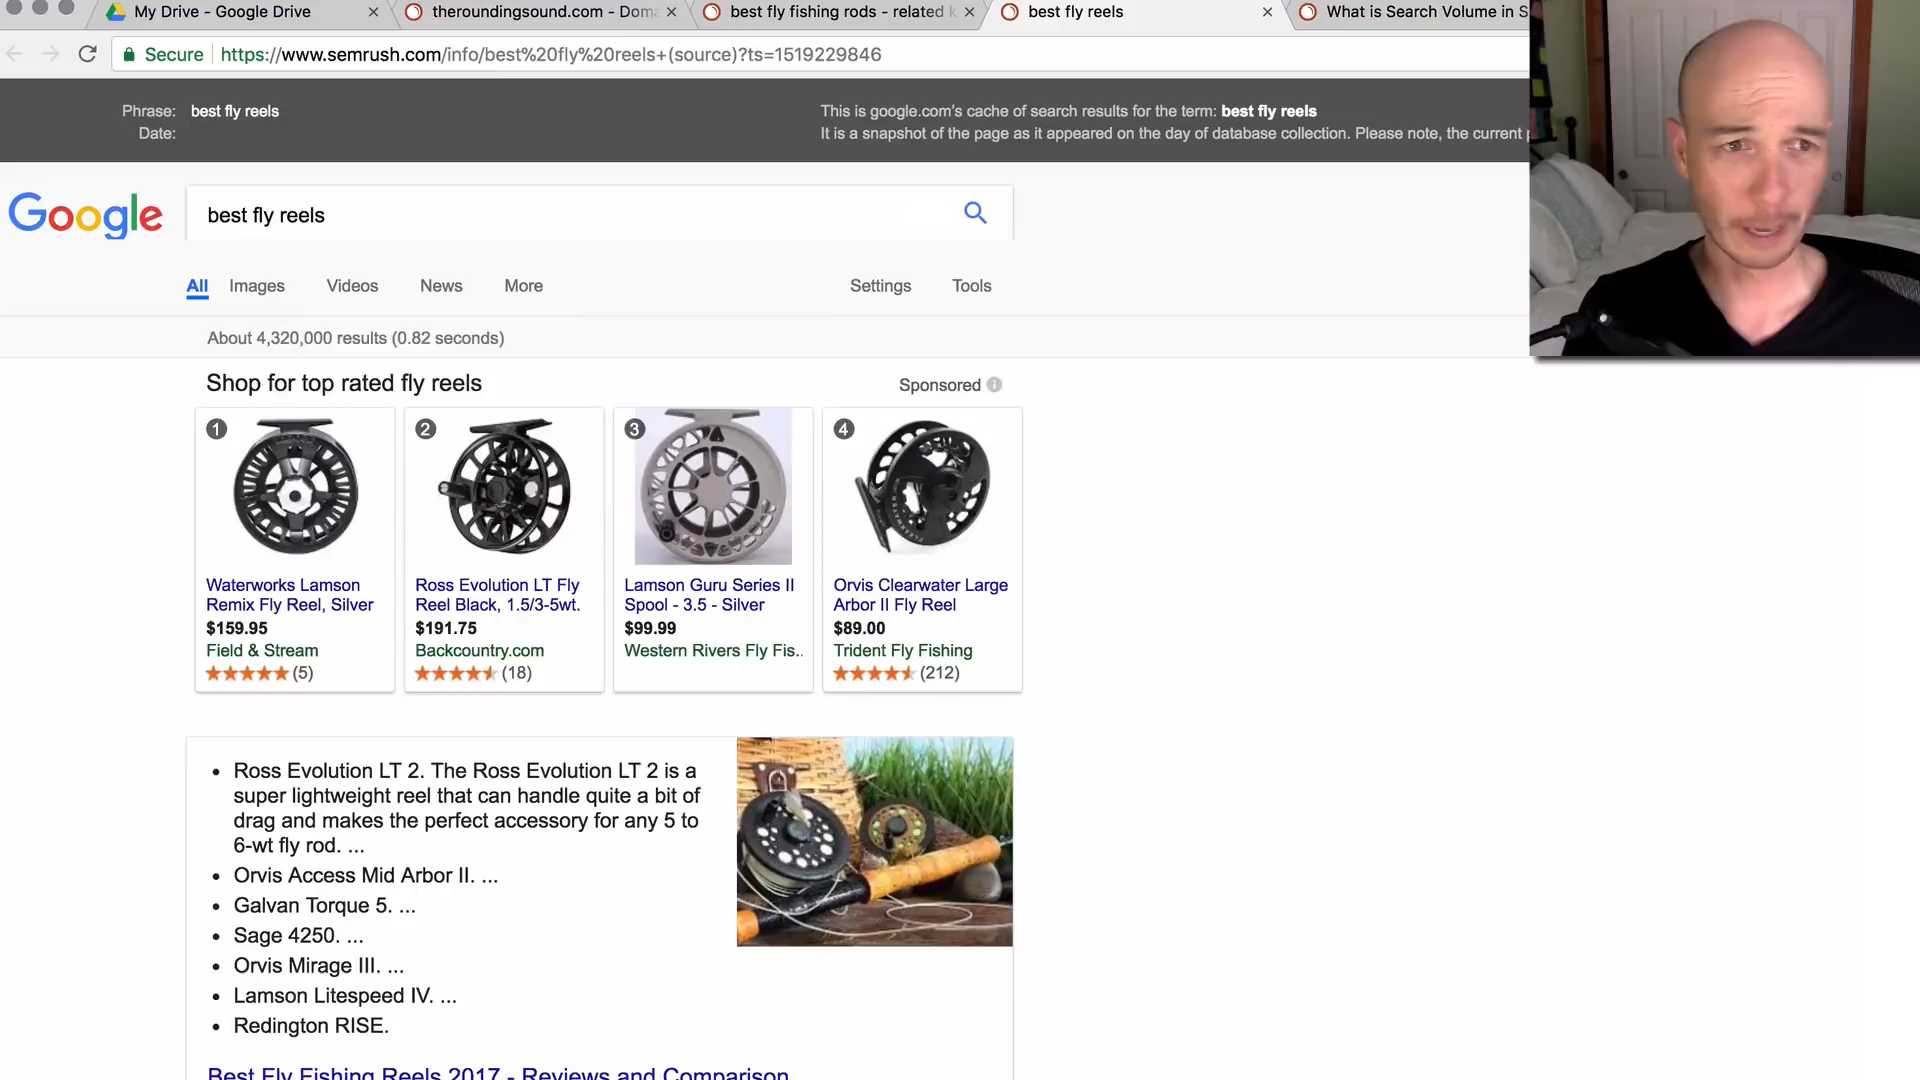 My Drive - Google Drive
theroundingsound.com - Doma
best fly fishing rods - related k
best fly reels
What is Search Volume in S
Secure https://www.semrush.com/info/best%20fly%20reels+(source)?ts=1519229846
Phrase: best fly reels
This is google.com's cache of search results for the term: best fly reels
Date:
It is a snapshot of the page as it appeared on the day of database collection. Please note, the current
Google
best fly reels
All Images Videos News More Settings Tools
About 4,320,000 results (0.82 seconds)
Shop for top rated fly reels
Sponsored
1
Waterworks Lamson
Remix Fly Reel, Silver
$159.95
Field & Stream
(5)
2
Ross Evolution LT Fly
Reel Black, 1.5/3-5wt.
$191.75
Backcountry.com
(18)
3
Lamson Guru Series II
Spool - 3.5 - Silver
$99.99
Western Rivers Fly Fis..
4
Orvis Clearwater Large
Arbor II Fly Reel
$89.00
Trident Fly Fishing
(212)
• Ross Evolution LT 2. The Ross Evolution LT 2 is a
super lightweight reel that can handle quite a bit of
drag and makes the perfect accessory for any 5 to
6-wt fly rod. ...
• Orvis Access Mid Arbor II. ...
• Galvan Torque 5. ...
• Sage 4250. ...
• Orvis Mirage III. ...
• Lamson Litespeed IV. ...
• Redington RISE.
Best Fly Fishing Reels 2017 - Reviews and Comparison